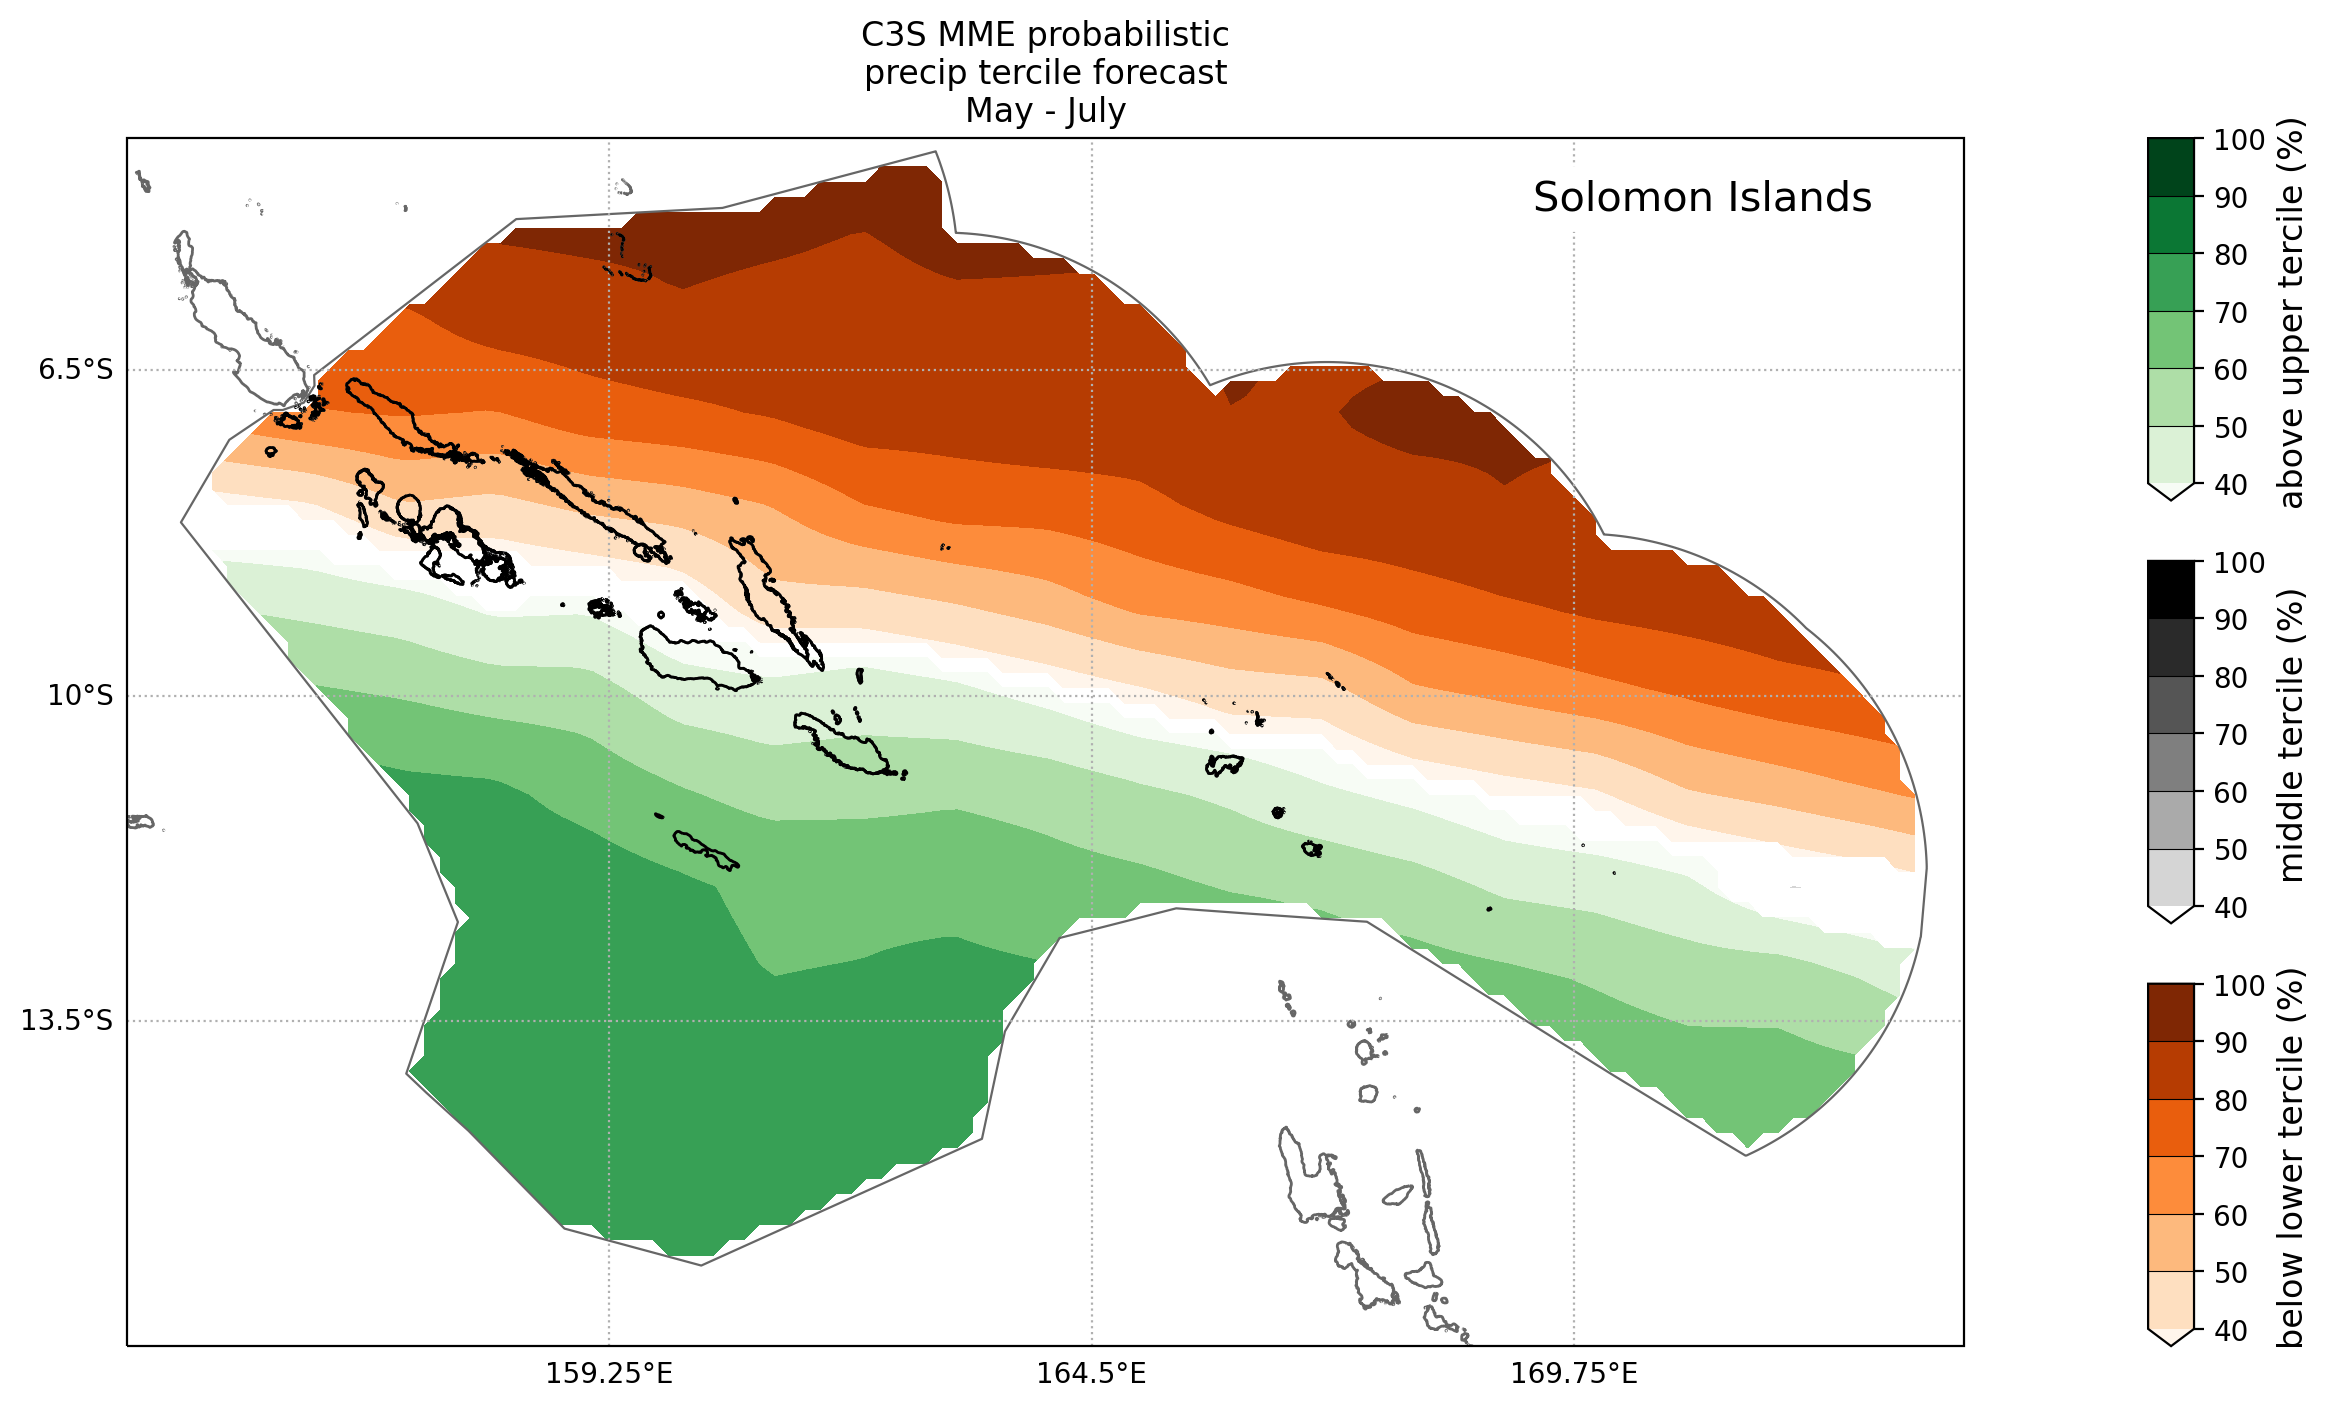 C3S MME probabilistic
precip tercile forecast
May - July
Solomon Islands
6.5°S
10°S
13.5°S
159.25°E
164.5°E
169.75°E
100
90
80
70
60
50
40
above upper tercile (%)
100
90
80
70
60
50
40
middle tercile (%)
100
90
80
70
60
50
40
below lower tercile (%)